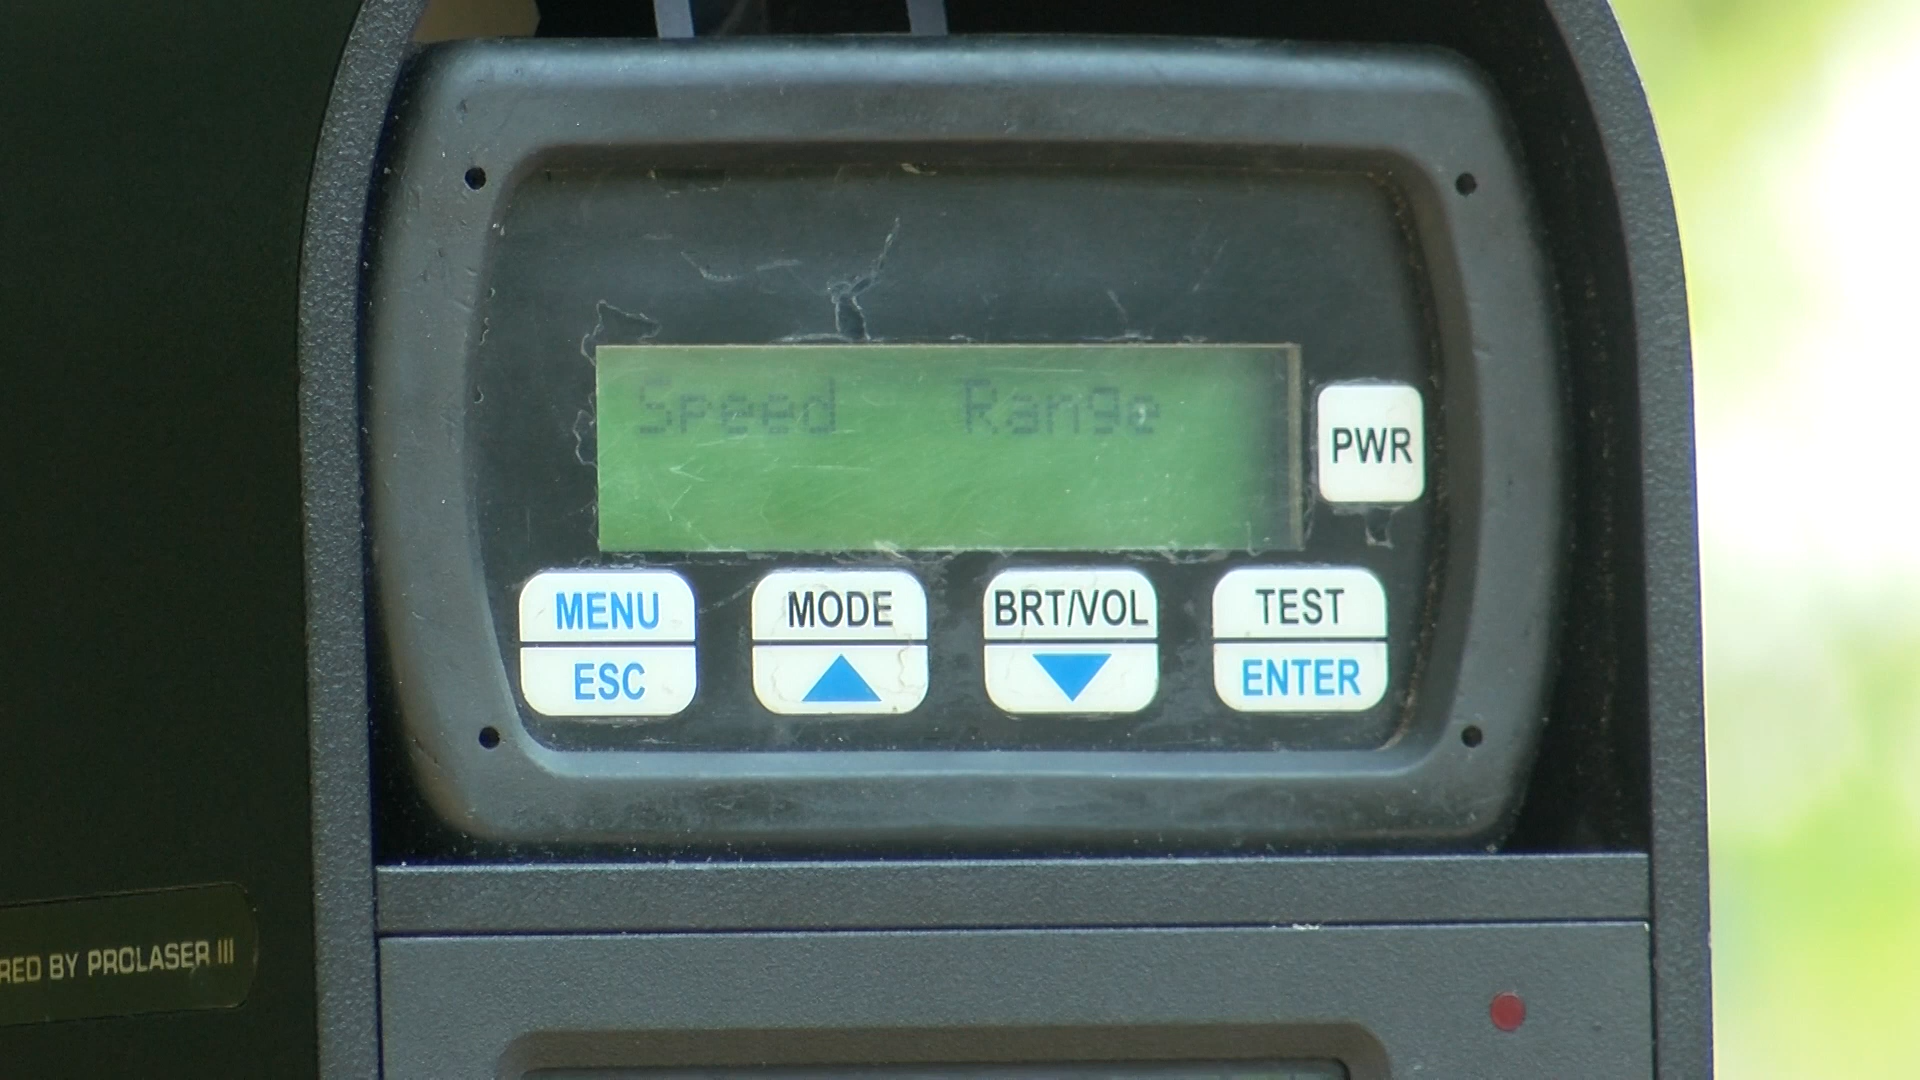 Speed Range
PWR
MENU MODE BRT/VOL TEST
ESC ENTER
RED BY PROLASER III